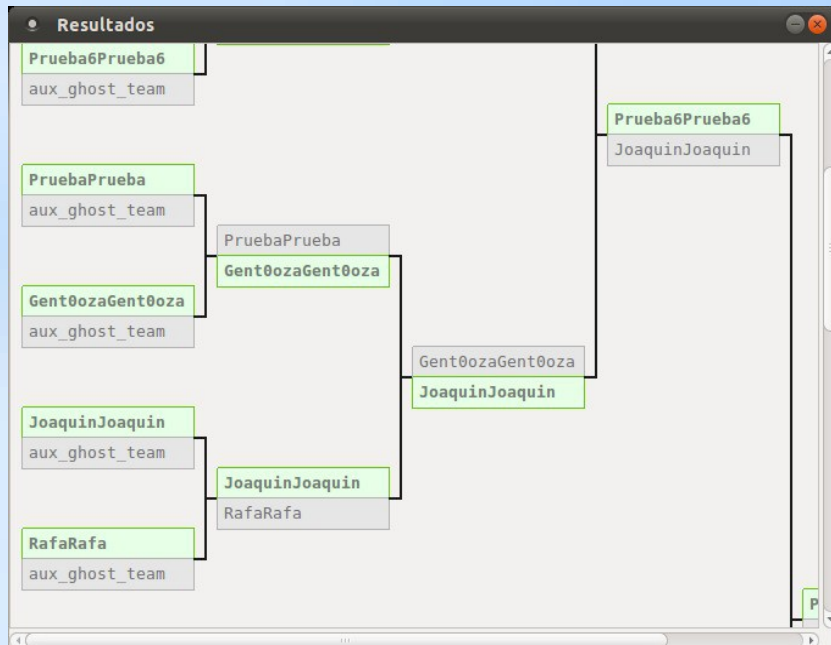 Resultados
Prueba6Prueba6
aux_ghost_team
PruebaPrueba
aux_ghost_team
Gent0ozaGent0oza
aux_ghost_team
JoaquinJoaquin
aux_ghost_team
RafaRafa
aux_ghost_team
PruebaPrueba
Gent0ozaGent0oza
JoaquinJoaquin
RafaRafa
Gent0ozaGent0oza
JoaquinJoaquin
Prueba6Prueba6
JoaquinJoaquin
P